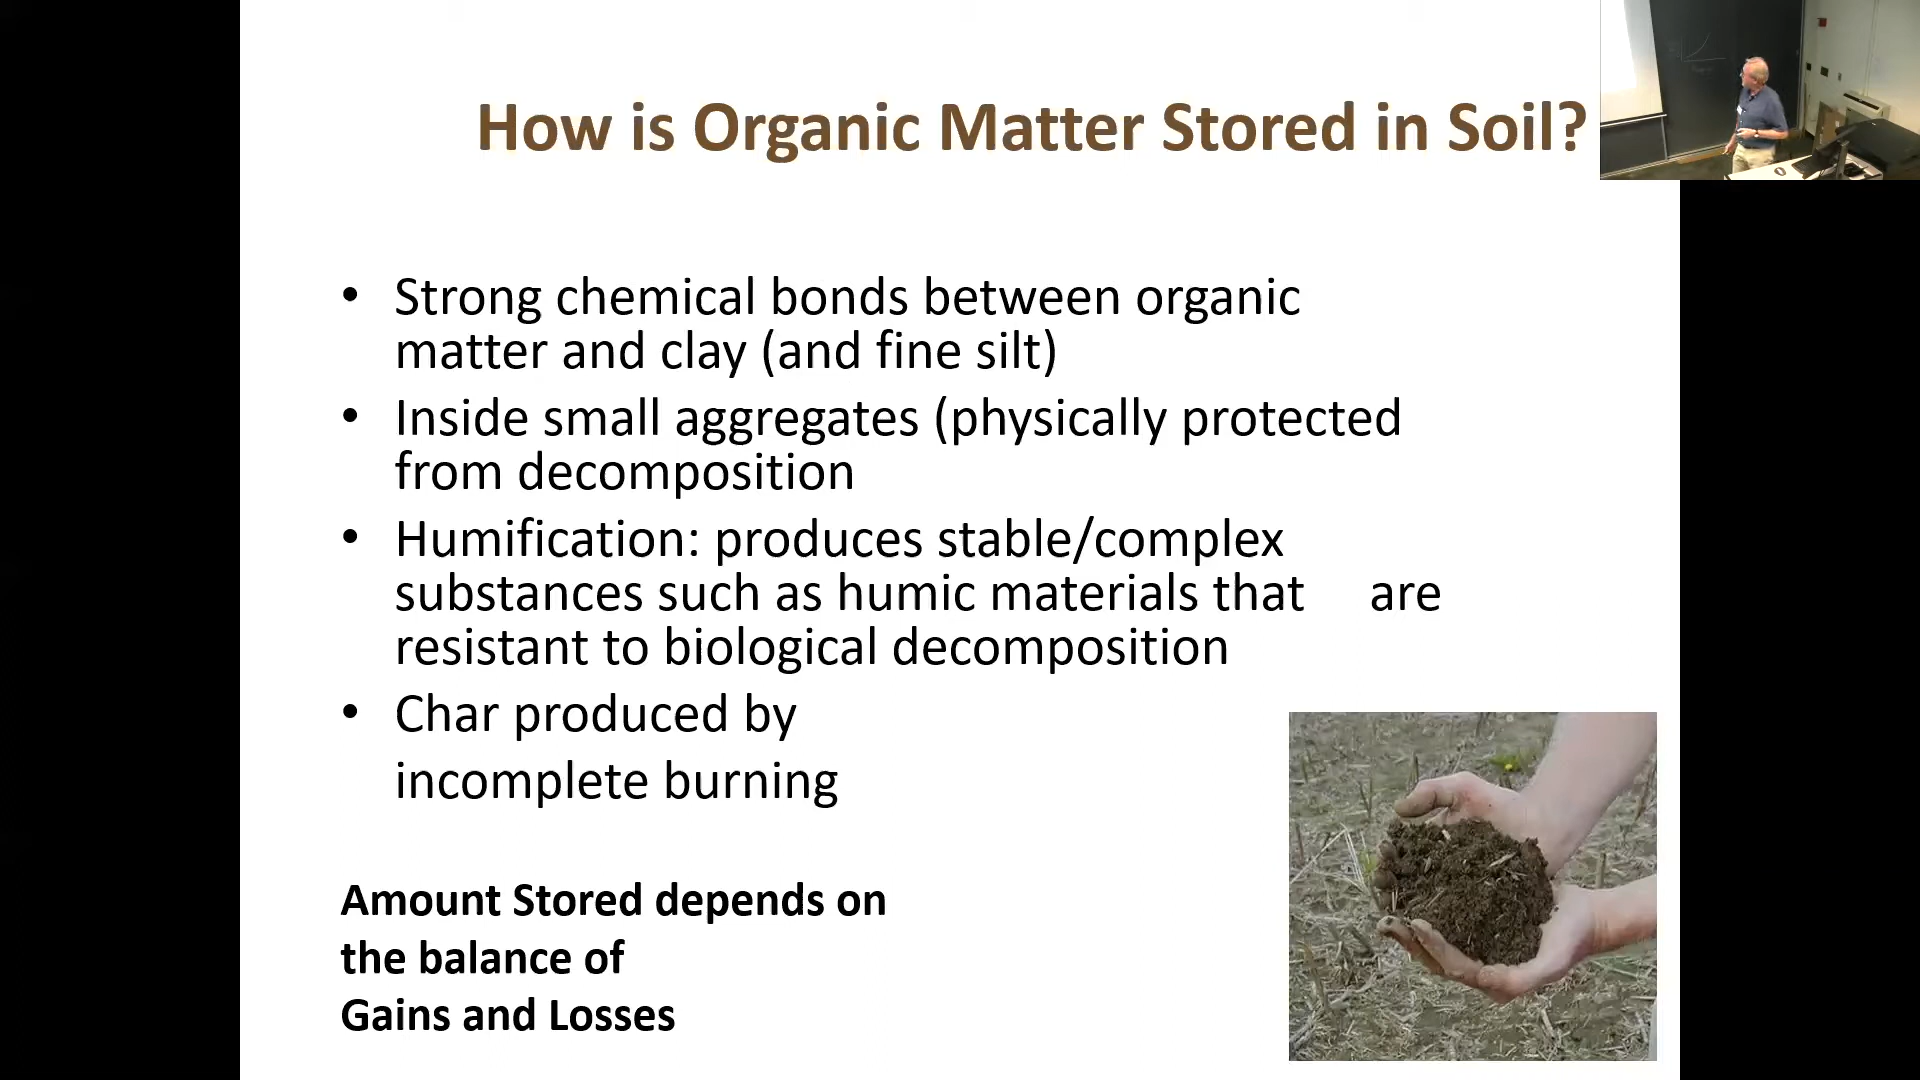 How is Organic Matter Stored in Soil?
• Strong chemical bonds between organic
matter and clay (and fine silt)
• Inside small aggregates (physically protected
from decomposition
• Humification: produces stable/complex
substances such as humic materials that are
resistant to biological decomposition
• Char produced by
incomplete burning
Amount Stored depends on
the balance of
Gains and Losses